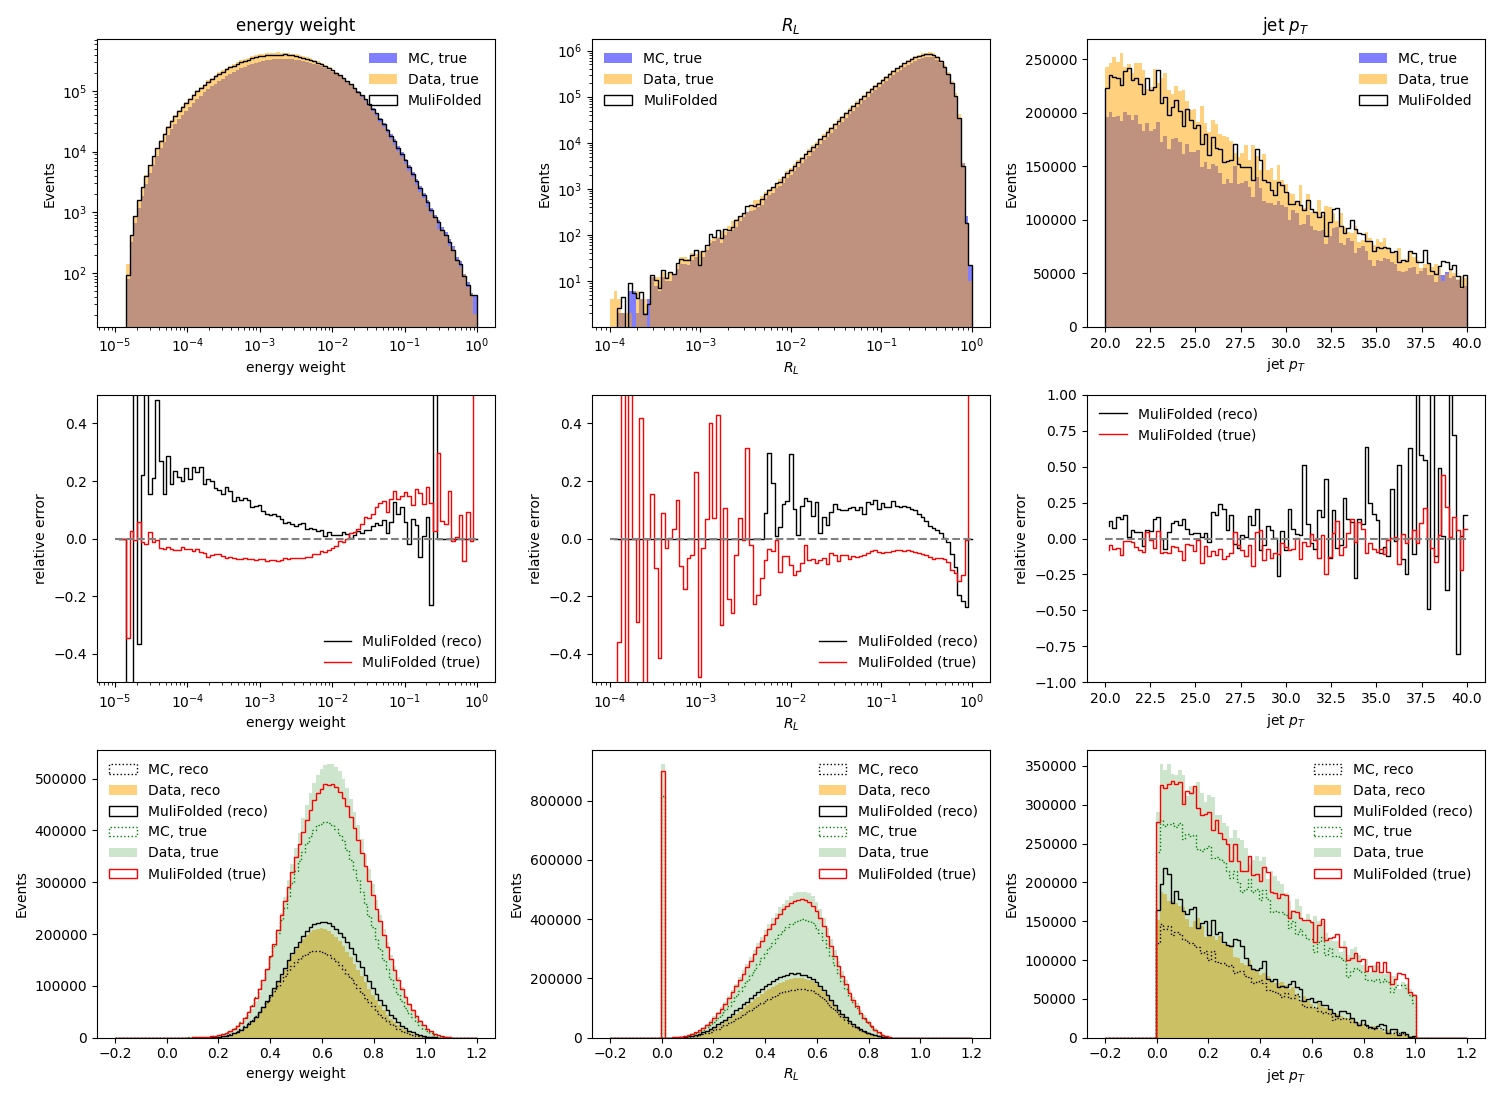 energy weight
MC, true
Data, true
MuliFolded
Events
10^5
10^4
10^3
10^2
10^-5 10^-4 10^-3 10^-2 10^-1 10^0
energy weight
R_L
MC, true
Data, true
MuliFolded
Events
10^6
10^5
10^4
10^3
10^2
10^1
10^-4 10^-3 10^-2 10^-1 10^0
R_L
jet p_T
MC, true
Data, true
MuliFolded
Events
250000
200000
150000
100000
50000
0
20.0 22.5 25.0 27.5 30.0 32.5 35.0 37.5 40.0
jet p_T
relative error
0.4
0.2
0.0
−0.2
−0.4
MuliFolded (reco)
MuliFolded (true)
10^-5 10^-4 10^-3 10^-2 10^-1 10^0
energy weight
relative error
0.4
0.2
0.0
−0.2
−0.4
MuliFolded (reco)
MuliFolded (true)
10^-4 10^-3 10^-2 10^-1 10^0
R_L
relative error
1.00
0.75
0.50
0.25
0.00
−0.25
−0.50
−0.75
−1.00
MuliFolded (reco)
MuliFolded (true)
20.0 22.5 25.0 27.5 30.0 32.5 35.0 37.5 40.0
jet p_T
Events
500000
400000
300000
200000
100000
0
MC, reco
Data, reco
MuliFolded (reco)
MC, true
Data, true
MuliFolded (true)
−0.2 0.0 0.2 0.4 0.6 0.8 1.0 1.2
energy weight
Events
800000
600000
400000
200000
0
MC, reco
Data, reco
MuliFolded (reco)
MC, true
Data, true
MuliFolded (true)
−0.2 0.0 0.2 0.4 0.6 0.8 1.0 1.2
R_L
Events
350000
300000
250000
200000
150000
100000
50000
0
MC, reco
Data, reco
MuliFolded (reco)
MC, true
Data, true
MuliFolded (true)
−0.2 0.0 0.2 0.4 0.6 0.8 1.0 1.2
jet p_T